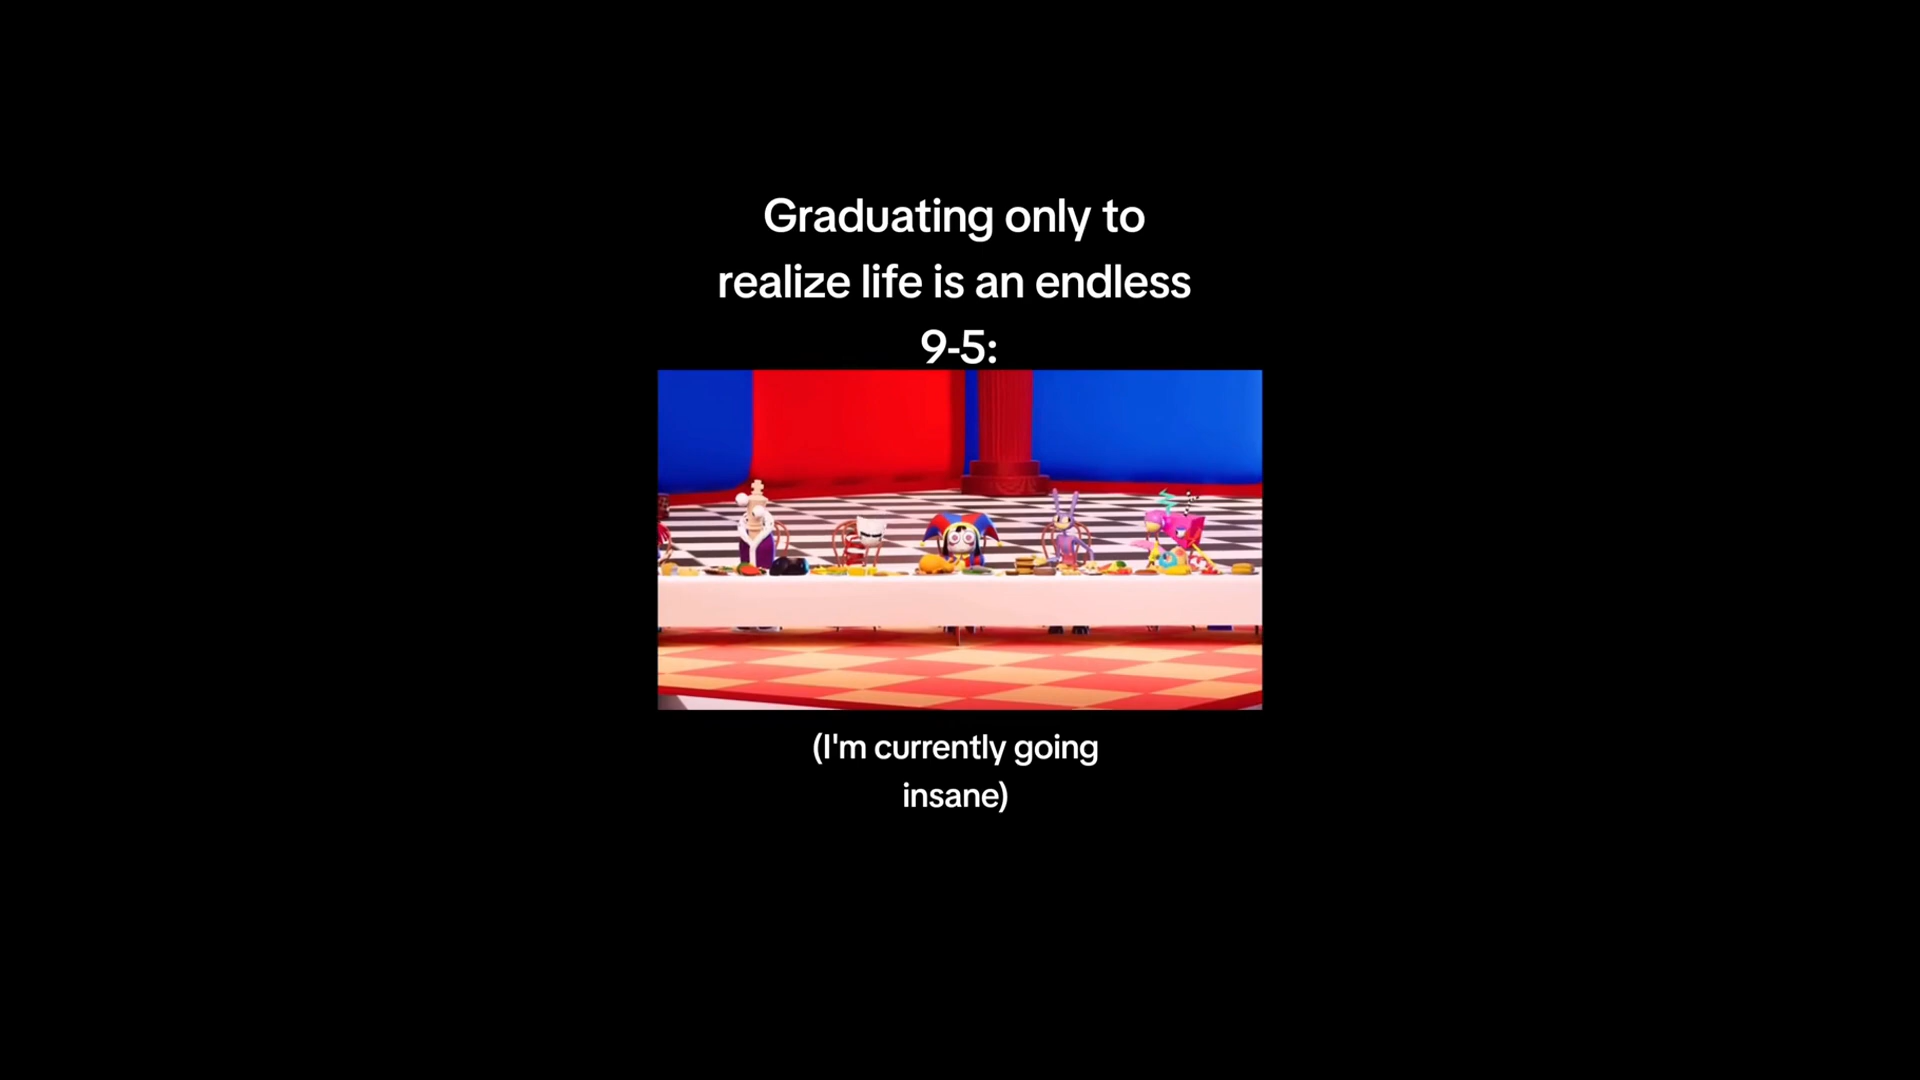 Graduating only to
realize life is an endless
9-5:
(I'm currently going
insane)